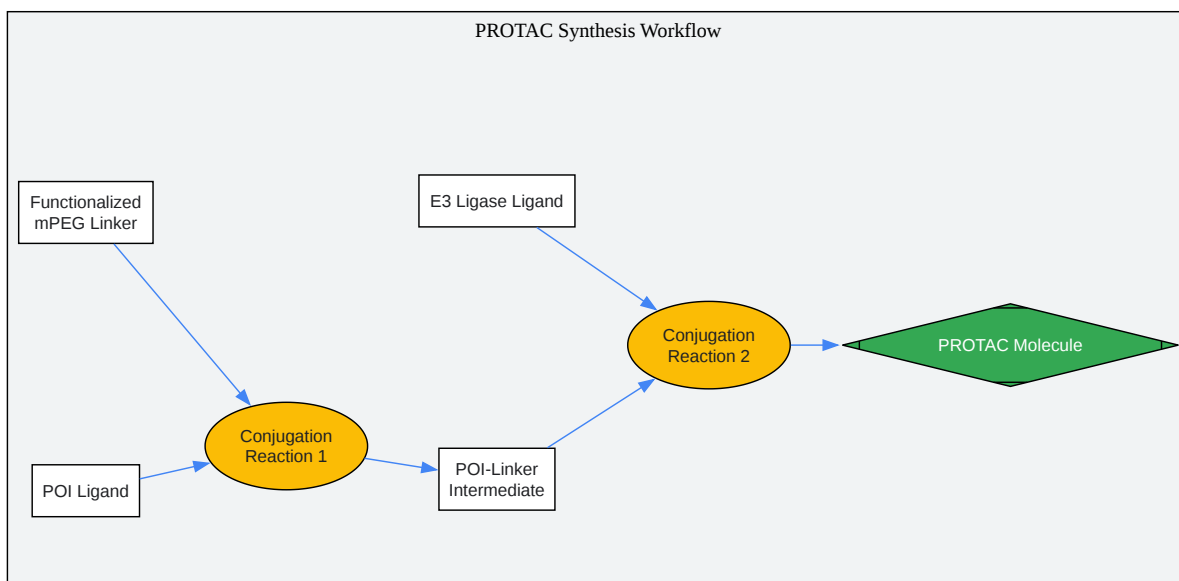 PROTAC Synthesis Workflow
Functionalized
mPEG Linker
E3 Ligase Ligand
Conjugation
Reaction 2
PROTAC Molecule
Conjugation
Reaction 1
POI Ligand
POI-Linker
Intermediate